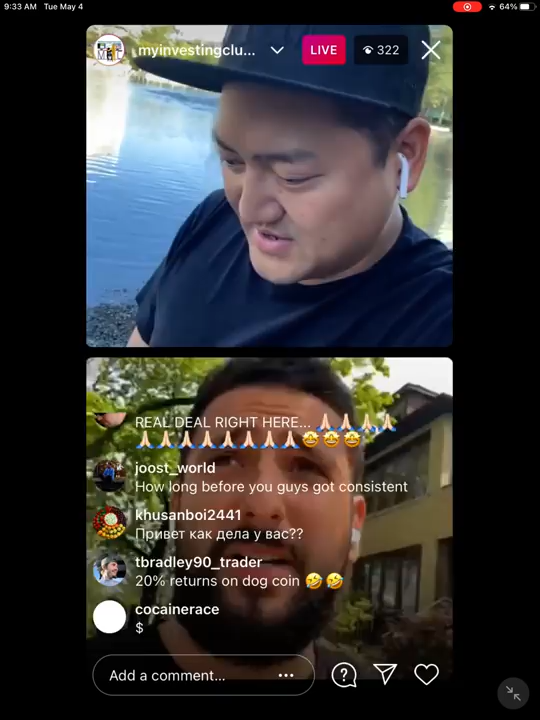 9:33 AM Tue May 4
64%
myinvestingclu...
LIVE
322
REAL DEAL RIGHT HERE... 🙏🏻🙏🏻🙏🏻🙏🏻
🙏🏻🙏🏻🙏🏻🙏🏻🙏🏻🙏🏻🙏🏻🙏🏻🤩🤩🤩
joost_world
How long before you guys got consistent
khusanboi2441
Привет как дела у вас??
tbradley90_trader
20% returns on dog coin 🤣🤣
cocainerace
$
Add a comment...